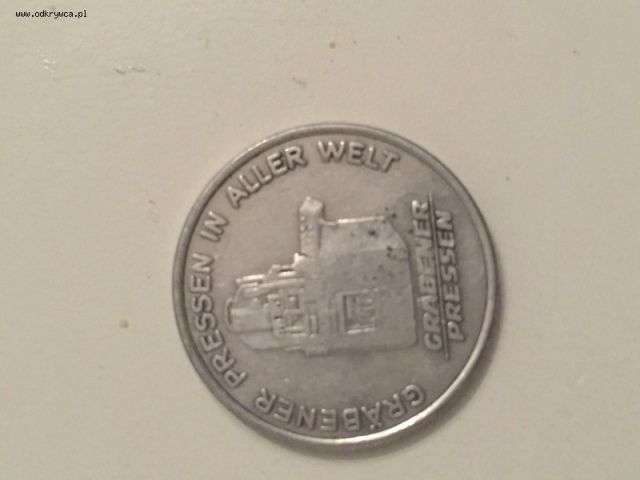 www.odkrywca.pl
GRÄBENER PRESSEN IN ALLER WELT
GRÄBENER
PRESSEN